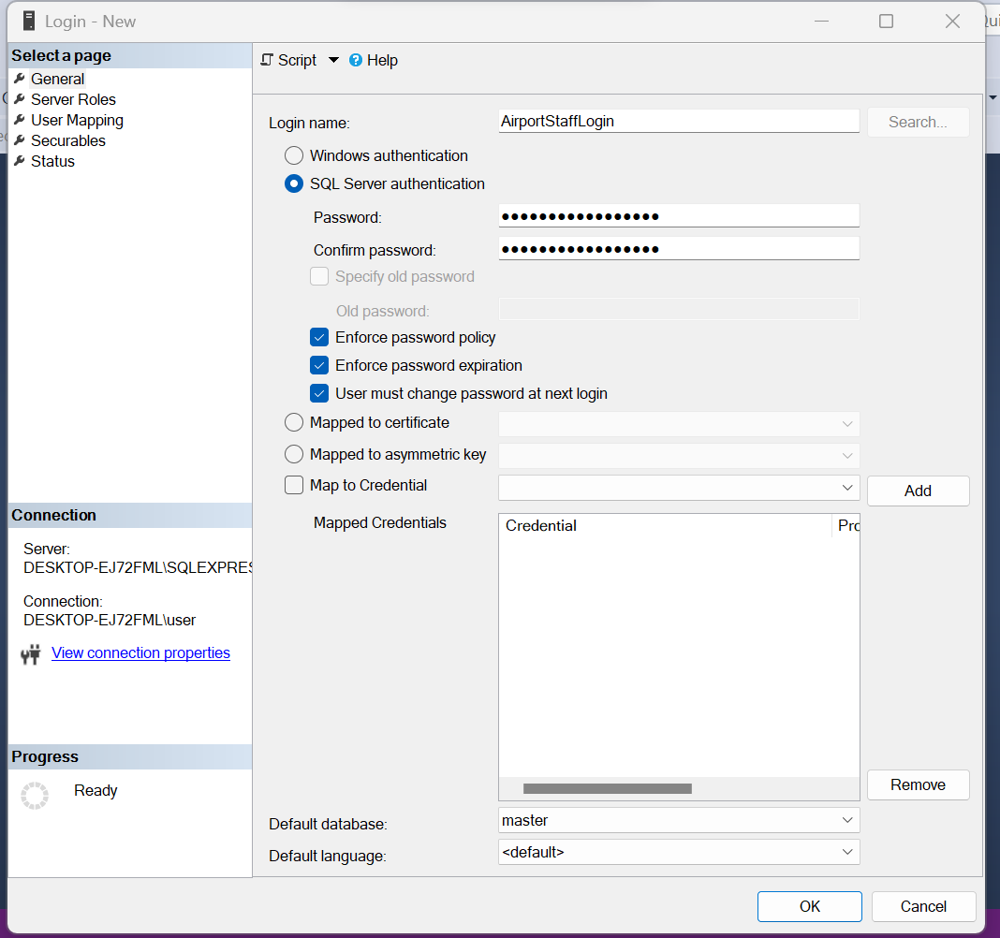 Login - New
Select a page
General
Server Roles
User Mapping
Securables
Status
Connection
Server:
DESKTOP-EJ72FML\SQLEXPRES
Connection:
DESKTOP-EJ72FML\user
View connection properties
Progress
Ready
Script
Help
Login name:
AirportStaffLogin
Search...
Windows authentication
SQL Server authentication
Password:
●●●●●●●●●●●●●●●●●
Confirm password:
●●●●●●●●●●●●●●●●●
Specify old password
Old password:
Enforce password policy
Enforce password expiration
User must change password at next login
Mapped to certificate
Mapped to asymmetric key
Map to Credential
Add
Mapped Credentials
Credential
Pro
Remove
Default database:
master
Default language:
<default>
OK
Cancel